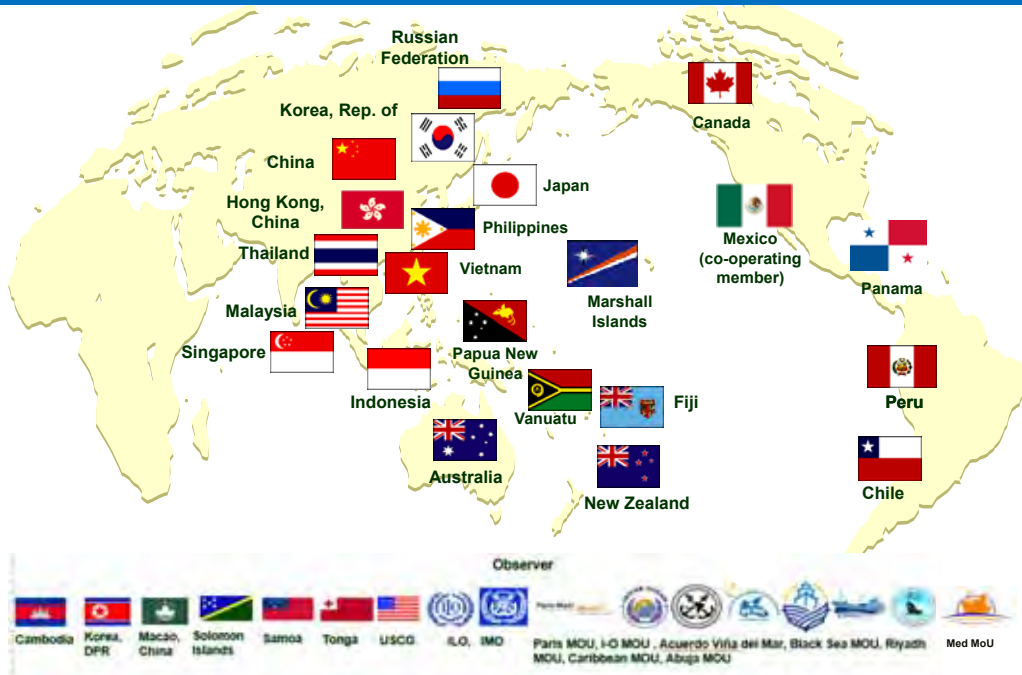 Russian
Federation
Korea, Rep. of
Canada
China
Japan
Hong Kong,
China
Philippines
Thailand
Vietnam
Mexico
(co-operating
member)
Panama
Malaysia
Marshall
Islands
Singapore
Papua New
Guinea
Indonesia
Vanuatu
Fiji
Peru
Australia
New Zealand
Chile
Observer
Cambodia
Korea,
DPR
Macao,
China
Solomon
Islands
Samoa
Tonga
USCG
ILO,
IMO
Paris MoU
Paris MOU, I-O MOU , Acuerdo Viña del Mar, Black Sea MOU, Riyadh
MOU, Caribbean MOU, Abuja MOU
Med MoU